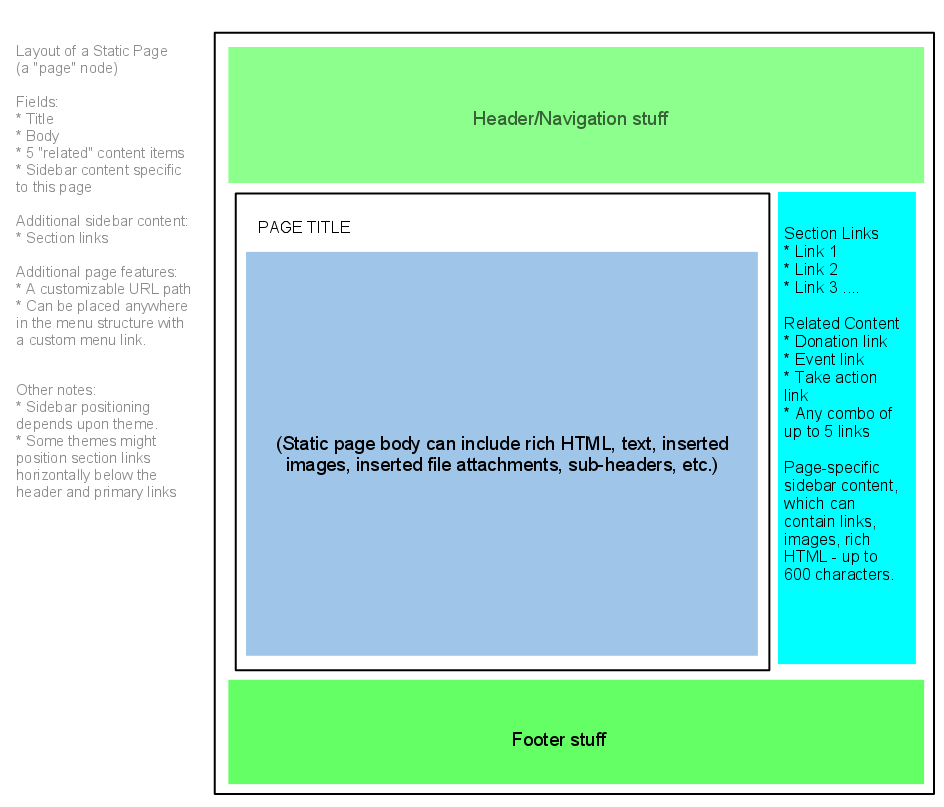 Layout of a Static Page
(a "page" node)
Fields:
* Title
* Body
* 5 "related" content items
* Sidebar content specific
to this page
Additional sidebar content:
* Section links
Additional page features:
* A customizable URL path
* Can be placed anywhere
in the menu structure with
a custom menu link.
Other notes:
* Sidebar positioning
depends upon theme.
* Some themes might
position section links
horizontally below the
header and primary links
Header/Navigation stuff
PAGE TITLE
(Static page body can include rich HTML, text, inserted
images, inserted file attachments, sub-headers, etc.)
Section Links
* Link 1
* Link 2
* Link 3 ....
Related Content
* Donation link
* Event link
* Take action
link
* Any combo of
up to 5 links
Page-specific
sidebar content,
which can
contain links,
images, rich
HTML - up to
600 characters.
Footer stuff